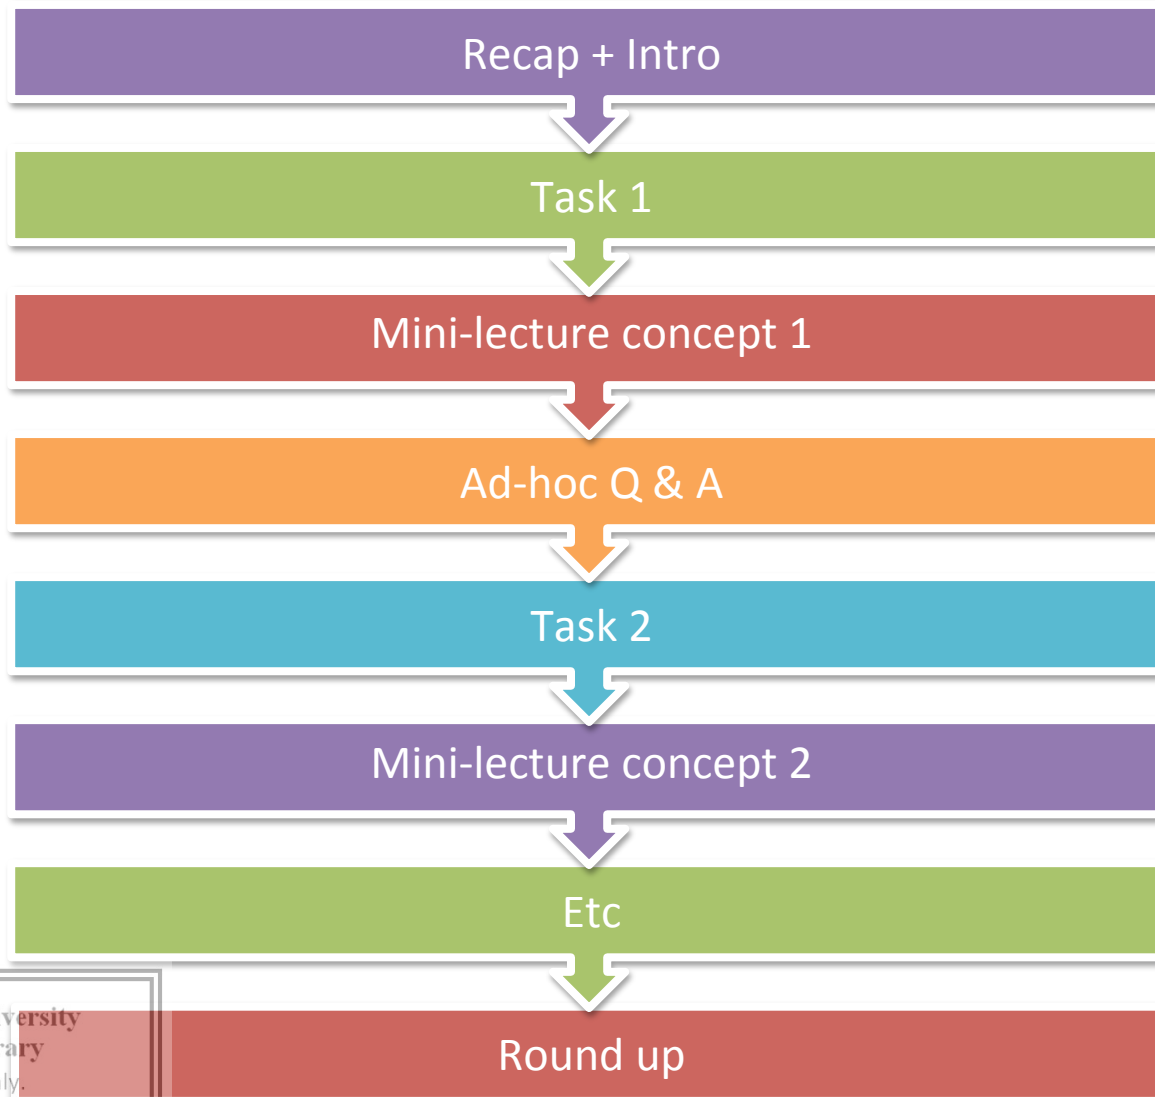 Recap + Intro
Task 1
Mini-lecture concept 1
Ad-hoc Q & A
Task 2
Mini-lecture concept 2
Etc
Round up